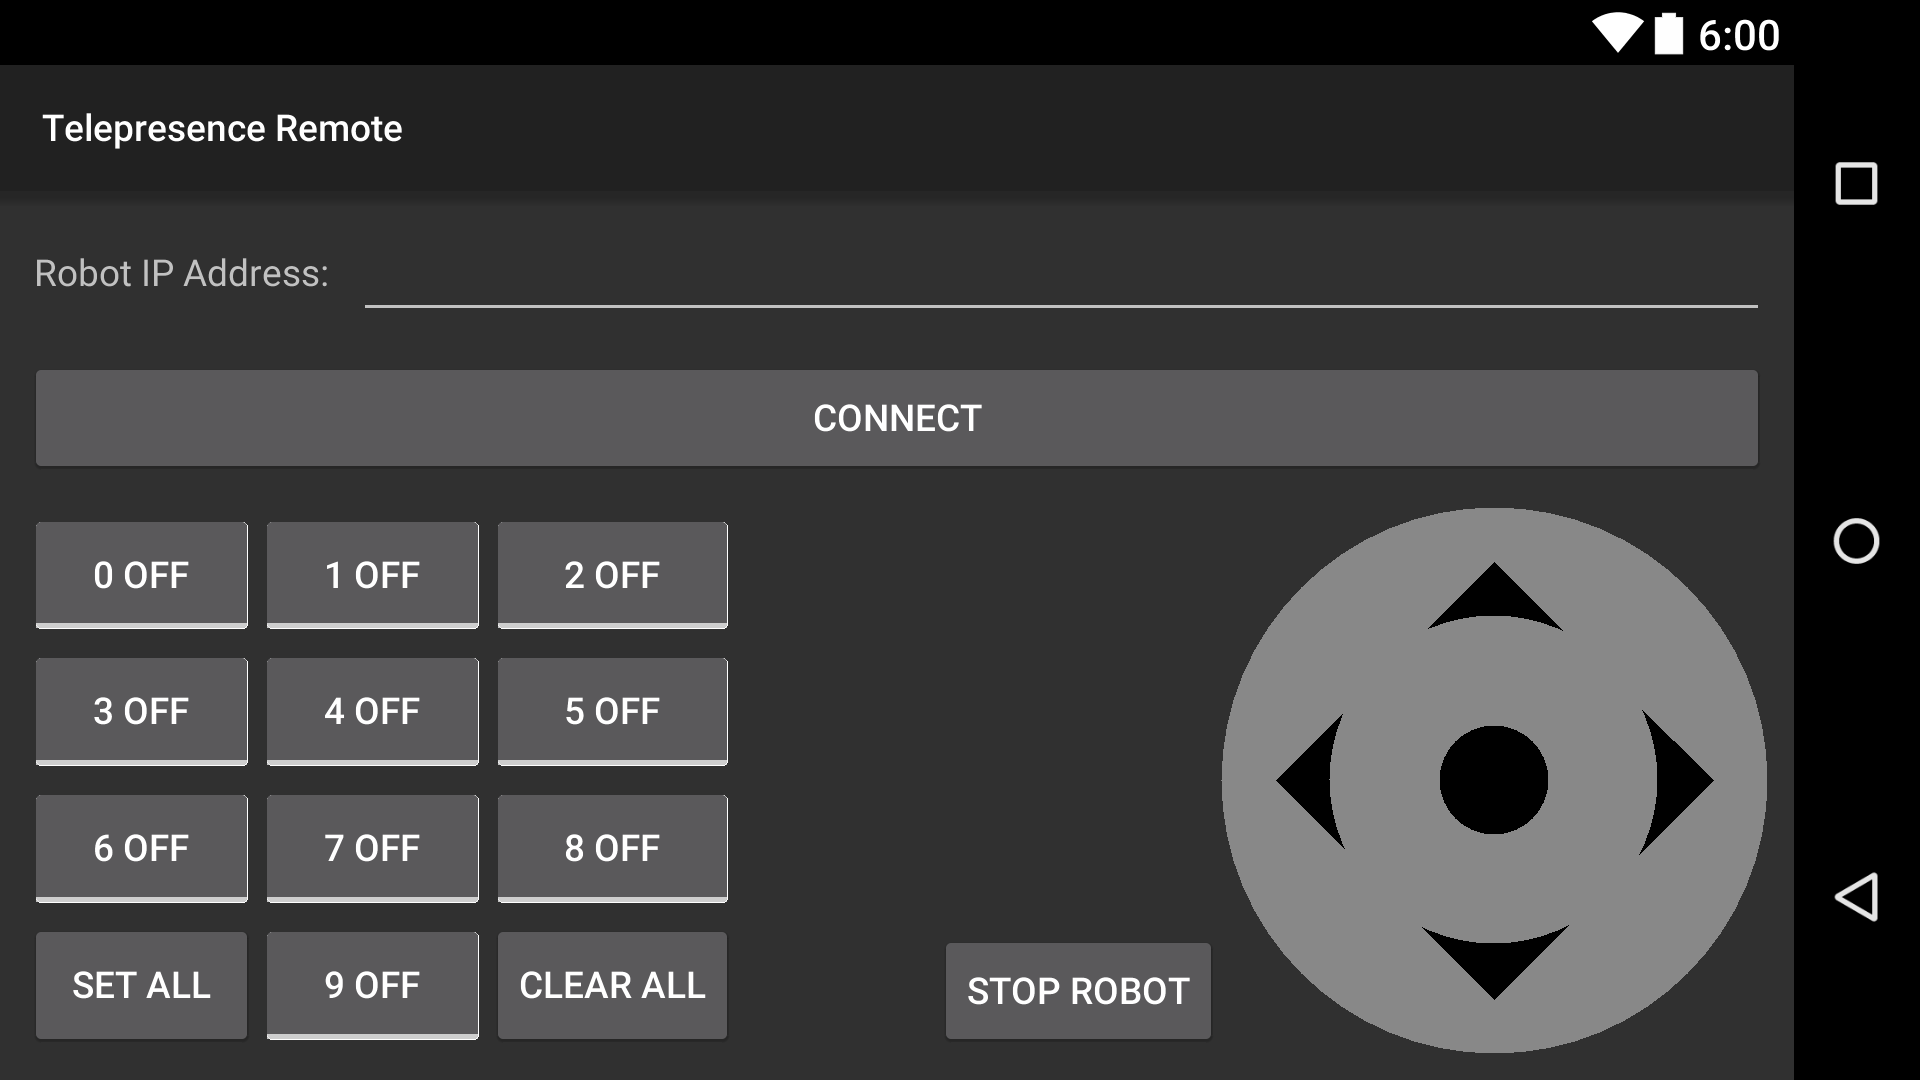 6:00
Telepresence Remote
Robot IP Address:
CONNECT
0 OFF 1 OFF 2 OFF
3 OFF 4 OFF 5 OFF
6 OFF 7 OFF 8 OFF
SET ALL 9 OFF CLEAR ALL STOP ROBOT